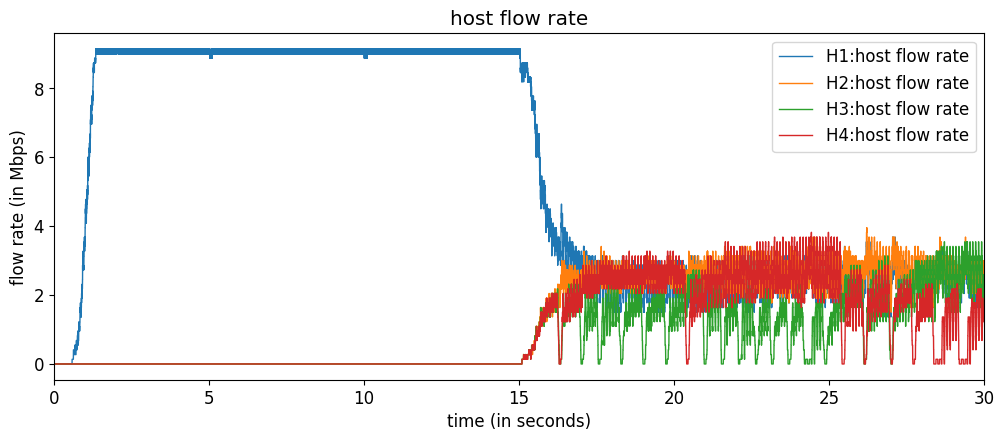 host flow rate
flow rate (in Mbps)
8
6
4
2
0
H1:host flow rate
H2:host flow rate
H3:host flow rate
H4:host flow rate
0 5 10 15 20 25 30
time (in seconds)